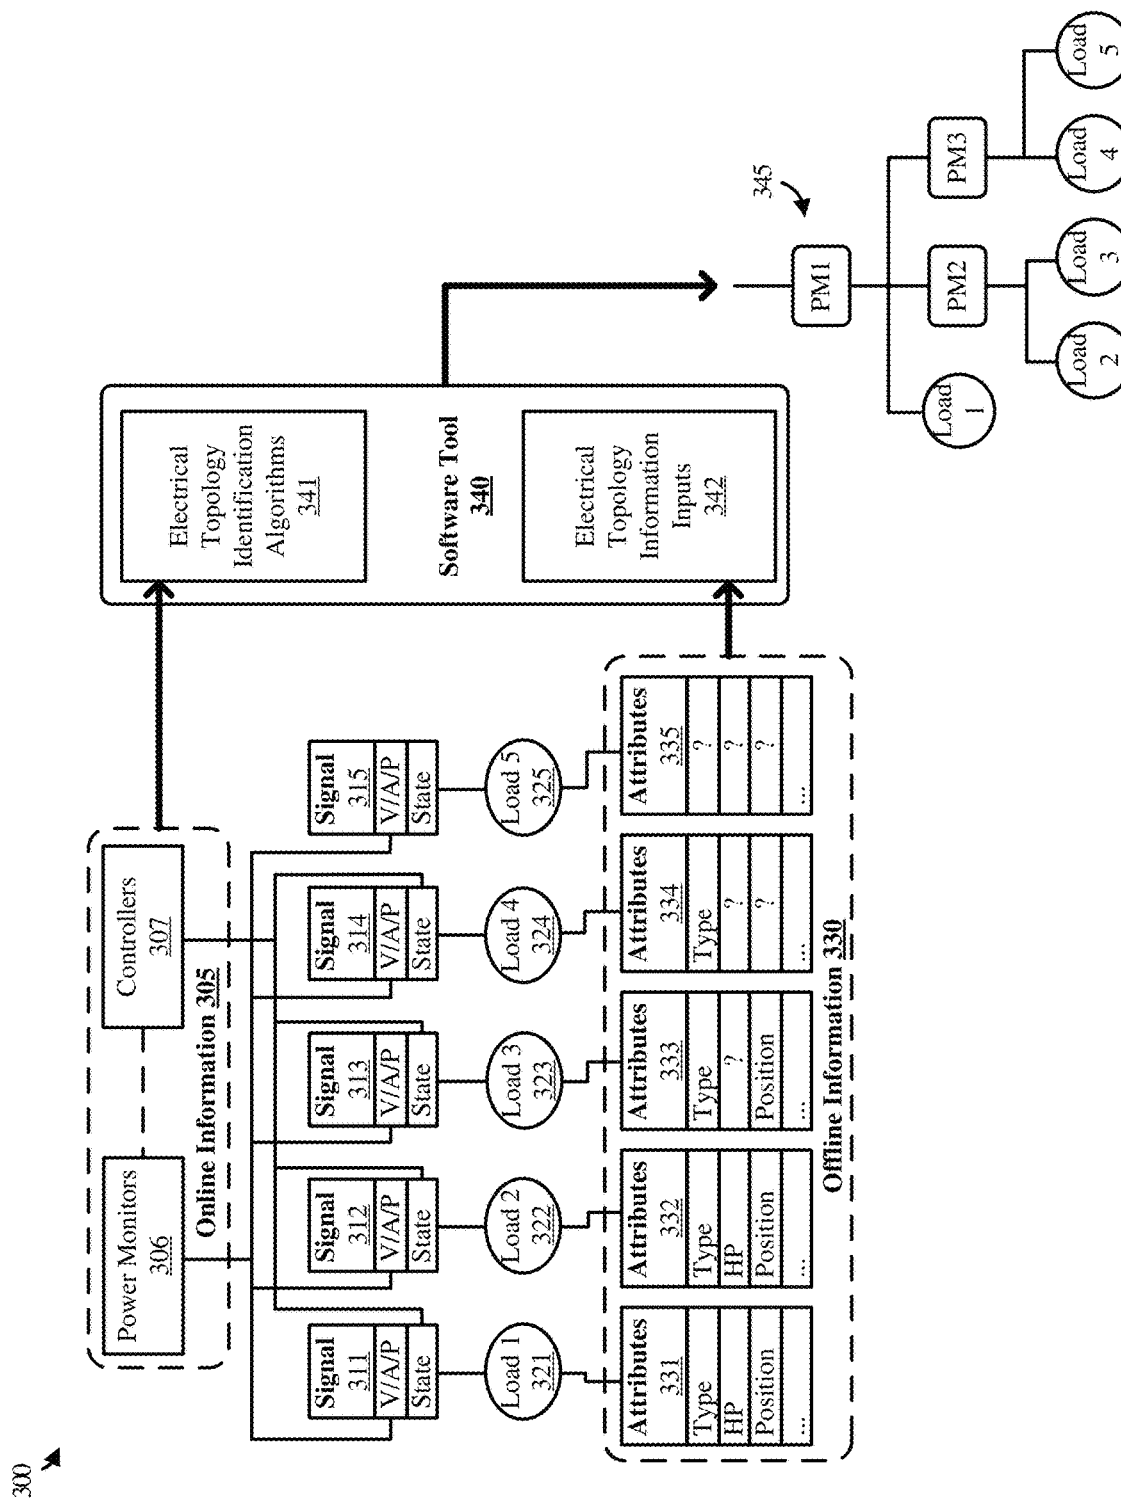 300
Power Monitors
306
Controllers
307
Online Information 305
Signal
311
V/A/P
State
Signal
312
V/A/P
State
Signal
313
V/A/P
State
Signal
314
V/A/P
State
Signal
315
V/A/P
State
Load 1
321
Load 2
322
Load 3
323
Load 4
324
Load 5
325
Attributes
331
Type
HP
Position
...
Attributes
332
Type
HP
Position
...
Attributes
333
Type
?
Position
...
Attributes
334
Type
?
?
...
Attributes
335
?
?
?
...
Offline Information 330
Electrical
Topology
Identification
Algorithms
341
Software Tool
340
Electrical
Topology
Information
Inputs
342
345
PM1
Load
1
PM2
PM3
Load
2
Load
3
Load
4
Load
5